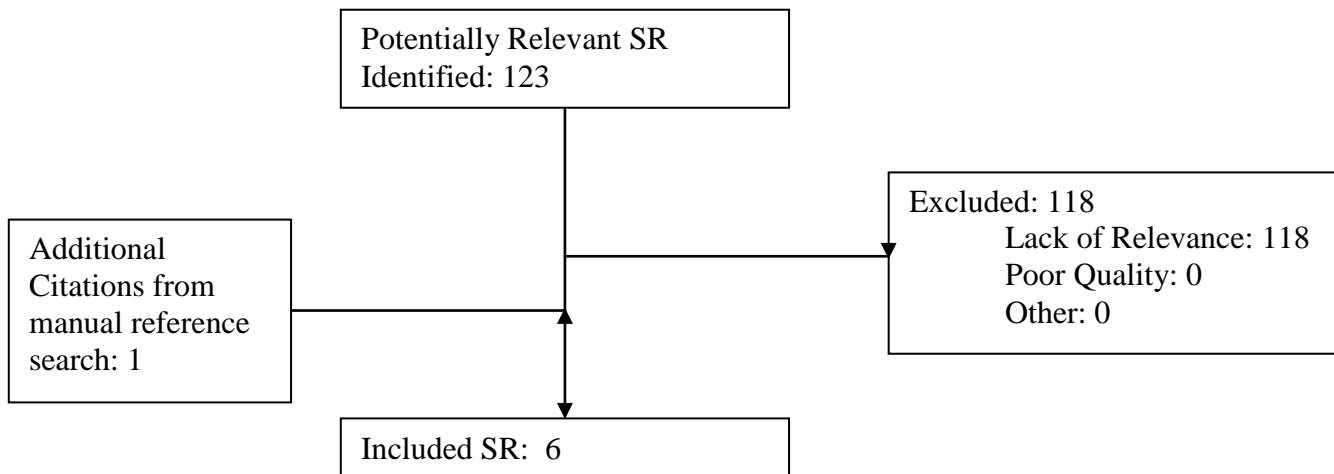 Potentially Relevant SR
Identified: 123
Excluded: 118
Lack of Relevance: 118
Poor Quality: 0
Other: 0
Additional
Citations from
manual reference
search: 1
Included SR: 6